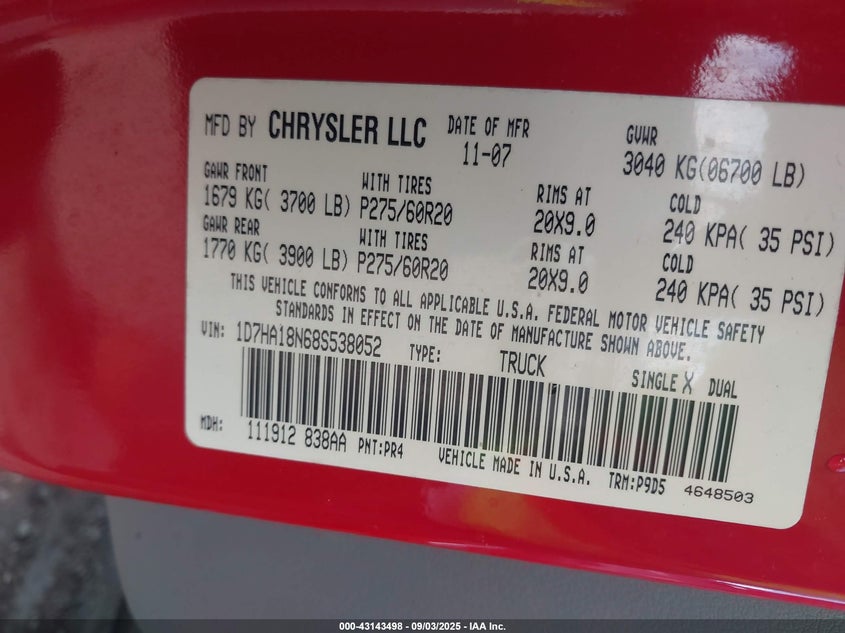 MFD BY CHRYSLER LLC DATE OF MFR 11-07 GVWR 3040 KG(06700 LB)
GAWR FRONT WITH TIRES RIMS AT COLD
1679 KG( 3700 LB) P275/60R20 20X9.0 240 KPA( 35 PSI)
GAWR REAR WITH TIRES RIMS AT COLD
1770 KG( 3900 LB) P275/60R20 20X9.0 240 KPA( 35 PSI)
THIS VEHICLE CONFORMS TO ALL APPLICABLE U.S.A. FEDERAL MOTOR VEHICLE SAFETY
STANDARDS IN EFFECT ON THE DATE OF MANUFACTURE SHOWN ABOVE.
VIN: 1D7HA18N68S538052 TYPE: TRUCK SINGLE X DUAL
MDH: 111912 838AA PNT:PR4 VEHICLE MADE IN U.S.A. TRM:P9D5 4648503
000-43143498 - 09/03/2025 - IAA Inc.